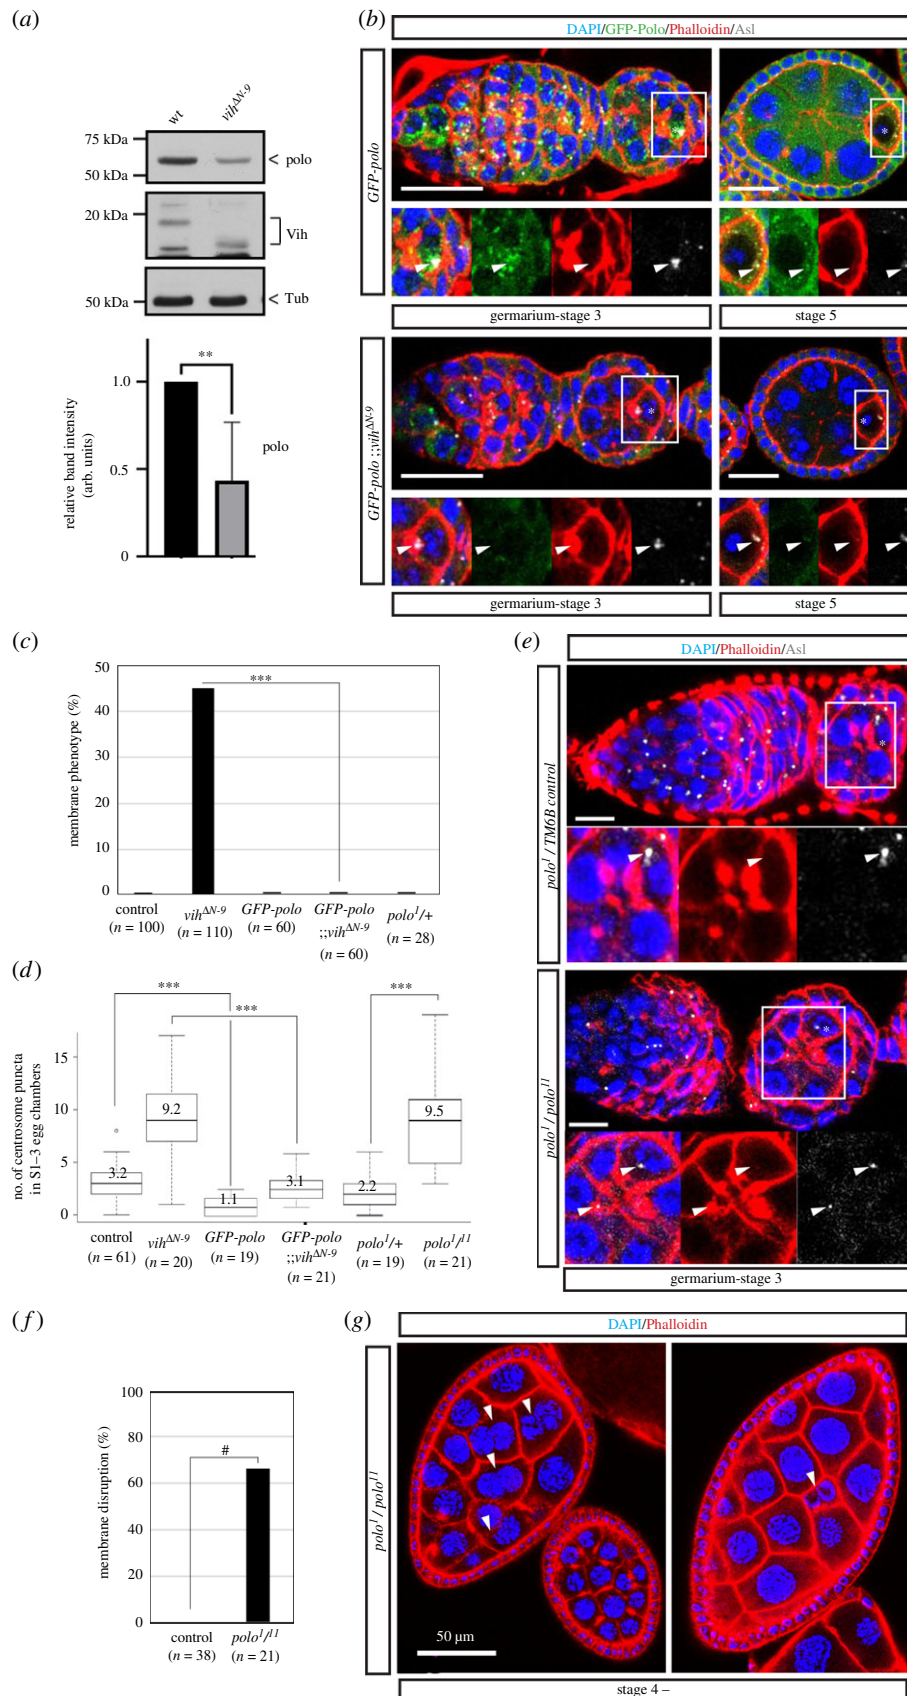 (a)
wt
vihΔN-9
75 kDa
polo
50 kDa
20 kDa
Vih
50 kDa
Tub
**
1.0
0.5
0
relative band intensity
(arb. units)
polo
(b)
DAPI/GFP-Polo/Phalloidin/Asl
GFP-polo
*
*
germarium-stage 3
stage 5
GFP-polo ;;vihΔN-9
*
*
germarium-stage 3
stage 5
(c)
membrane phenotype (%)
50
40
30
20
10
0
***
control
(n = 100)
vihΔN-9
(n = 110)
GFP-polo
(n = 60)
GFP-polo
;;vihΔN-9
(n = 60)
polo1/+
(n = 28)
(d)
no. of centrosome puncta
in S1–3 egg chambers
15
10
5
0
***
***
***
3.2
9.2
1.1
3.1
2.2
9.5
control
(n = 61)
vihΔN-9
(n = 20)
GFP-polo
(n = 19)
GFP-polo
;;vihΔN-9
(n = 21)
polo1/+
(n = 19)
polo1/11
(n = 21)
(e)
DAPI/Phalloidin/Asl
polo1/TM6B control
*
polo1/polo11
*
germarium-stage 3
(f)
membrane disruption (%)
100
80
60
40
20
0
#
control
(n = 38)
polo1/11
(n = 21)
(g)
DAPI/Phalloidin
polo1/polo11
50 µm
stage 4 –